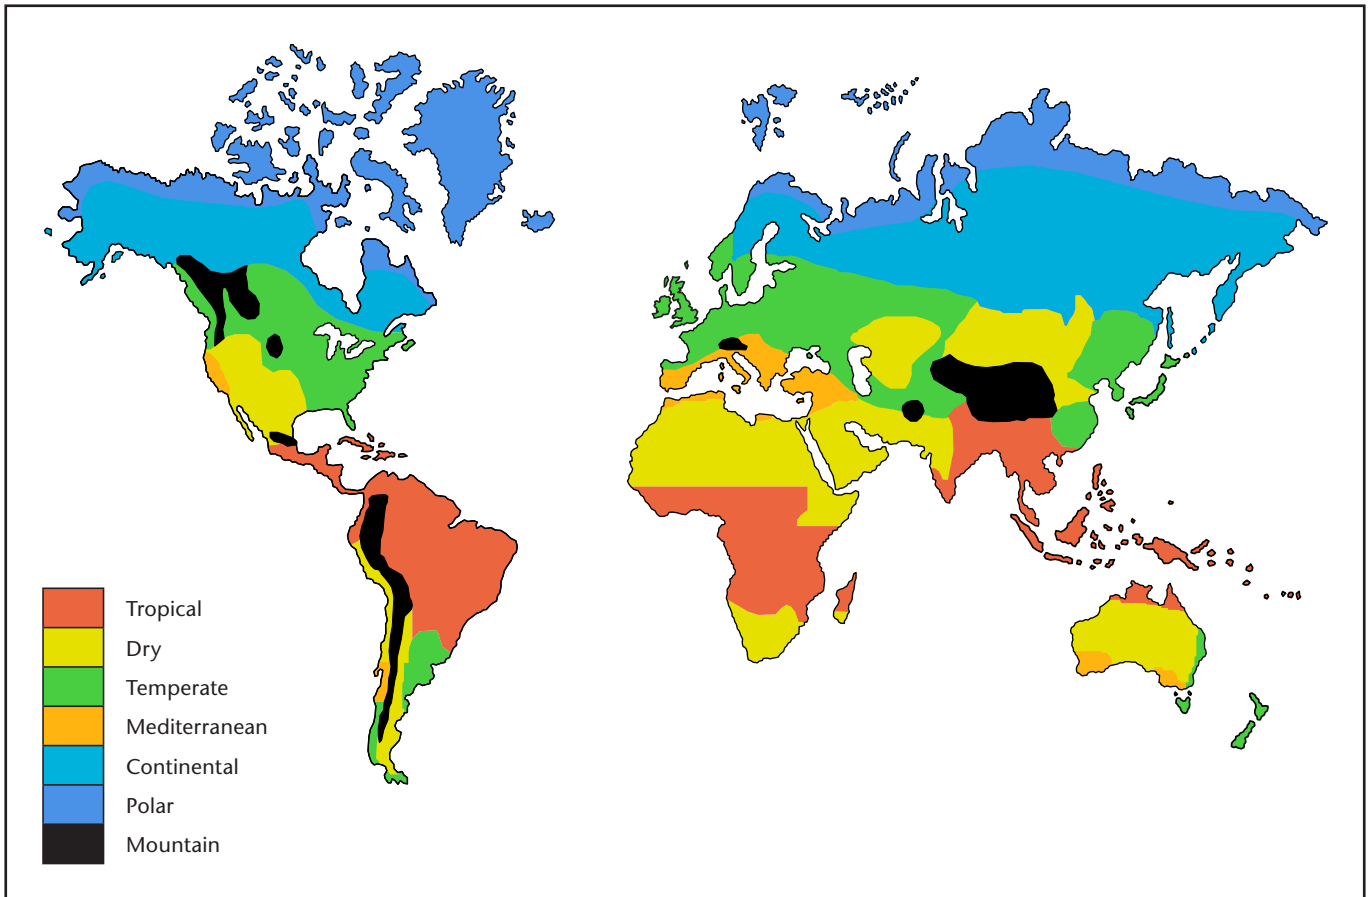 Tropical
Dry
Temperate
Mediterranean
Continental
Polar
Mountain